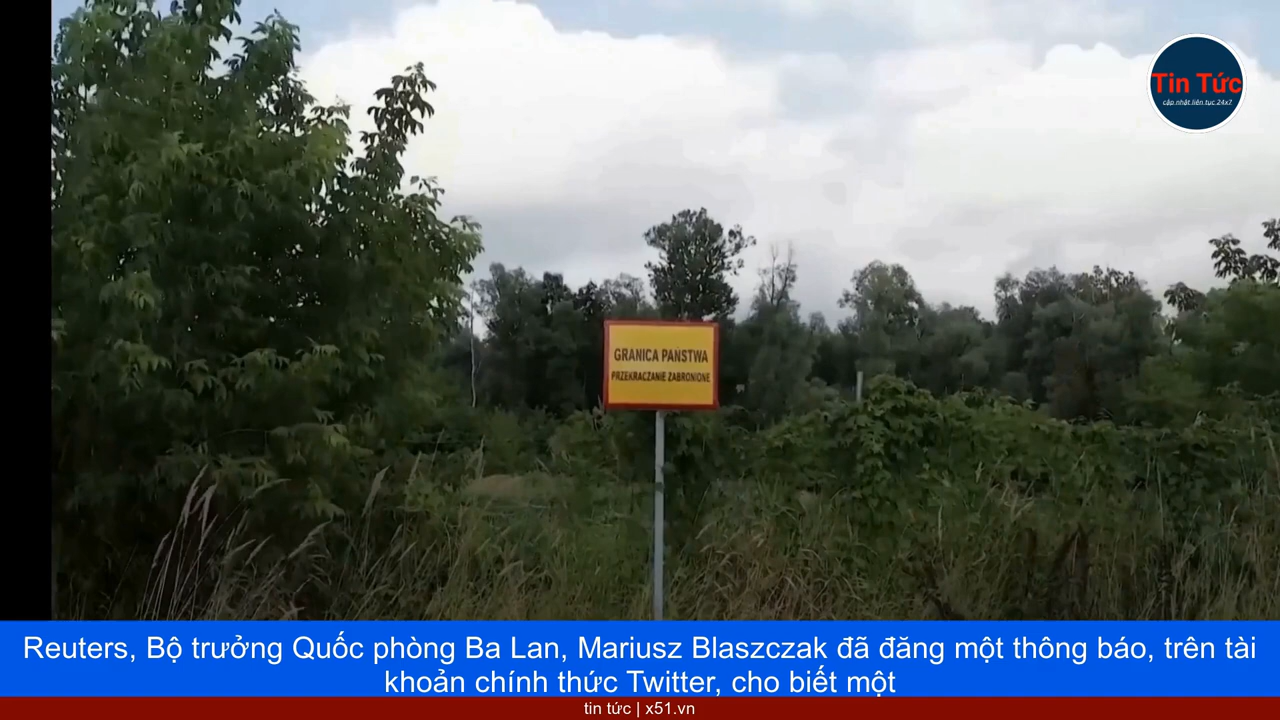 Tin Tức
cập nhật liên tục 24x7
GRANICA PAŃSTWA
PRZEKRACZANIE ZABRONIONE
Reuters, Bộ trưởng Quốc phòng Ba Lan, Mariusz Blaszczak đã đăng một thông báo, trên tài
khoản chính thức Twitter, cho biết một
tin tức | x51.vn